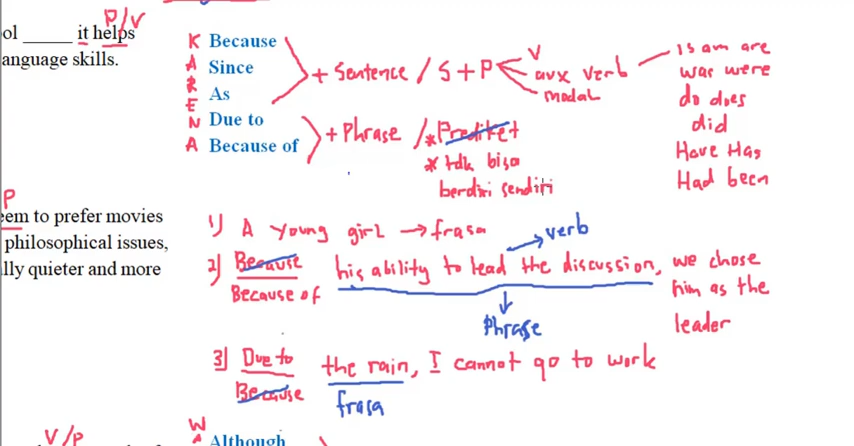 P/V
ol ______ it helps
anguage skills.
K Because
A Since
R As
E
N Due to
A Because of
+ Sentence / S + P
V
aux verb
modal
is am are
was were
do does
did
Have Has
Had been
+ Phrase / * Prediket
* tdk bisa
berdiri sendiri
P
eem to prefer movies
philosophical issues,
lly quieter and more
1) A young girl → frasa
verb
2) Because his ability to lead the discussion, we chose
Because of
him as the
leader
Phrase
3) Due to the rain, I cannot go to work
Because
frasa
W
A Although
V/P